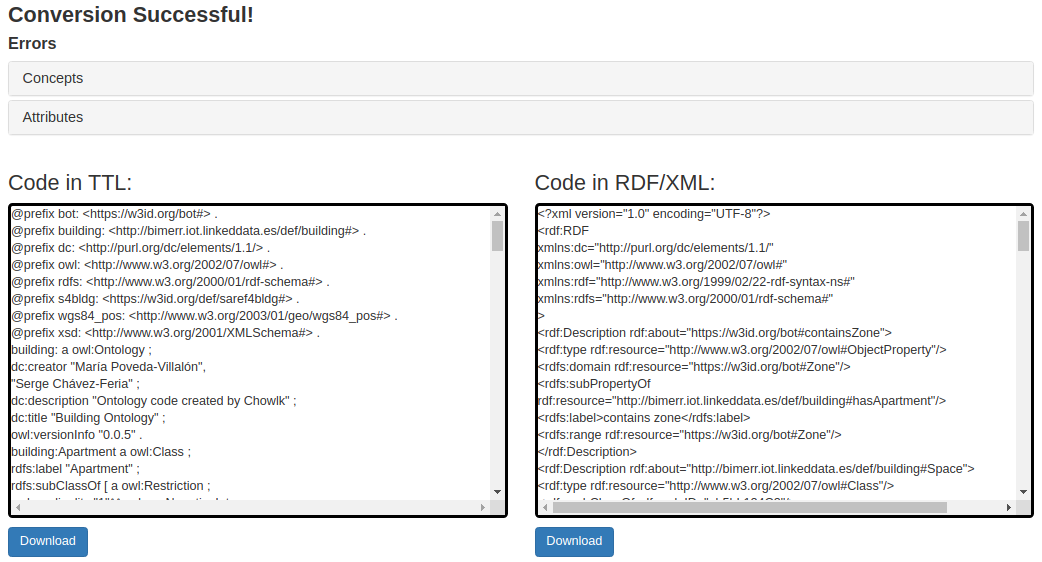 Conversion Successful!
Errors
Concepts
Attributes
Code in TTL:
@prefix bot: <https://w3id.org/bot#> .
@prefix building: <http://bimerr.iot.linkeddata.es/def/building#> .
@prefix dc: <http://purl.org/dc/elements/1.1/> .
@prefix owl: <http://www.w3.org/2002/07/owl#> .
@prefix rdfs: <http://www.w3.org/2000/01/rdf-schema#> .
@prefix s4bldg: <https://w3id.org/def/saref4bldg#> .
@prefix wgs84_pos: <http://www.w3.org/2003/01/geo/wgs84_pos#> .
@prefix xsd: <http://www.w3.org/2001/XMLSchema#> .
building: a owl:Ontology ;
dc:creator "María Poveda-Villalón",
"Serge Chávez-Feria" ;
dc:description "Ontology code created by Chowlk" ;
dc:title "Building Ontology" ;
owl:versionInfo "0.0.5" .
building:Apartment a owl:Class ;
rdfs:label "Apartment" ;
rdfs:subClassOf [ a owl:Restriction ;
Download
Code in RDF/XML:
<?xml version="1.0" encoding="UTF-8"?>
<rdf:RDF
xmlns:dc="http://purl.org/dc/elements/1.1/"
xmlns:owl="http://www.w3.org/2002/07/owl#"
xmlns:rdf="http://www.w3.org/1999/02/22-rdf-syntax-ns#"
xmlns:rdfs="http://www.w3.org/2000/01/rdf-schema#"
>
<rdf:Description rdf:about="https://w3id.org/bot#containsZone">
<rdf:type rdf:resource="http://www.w3.org/2002/07/owl#ObjectProperty"/>
<rdfs:domain rdf:resource="https://w3id.org/bot#Zone"/>
<rdfs:subPropertyOf
rdf:resource="http://bimerr.iot.linkeddata.es/def/building#hasApartment"/>
<rdfs:label>contains zone</rdfs:label>
<rdfs:range rdf:resource="https://w3id.org/bot#Zone"/>
</rdf:Description>
<rdf:Description rdf:about="http://bimerr.iot.linkeddata.es/def/building#Space">
<rdf:type rdf:resource="http://www.w3.org/2002/07/owl#Class"/>
Download